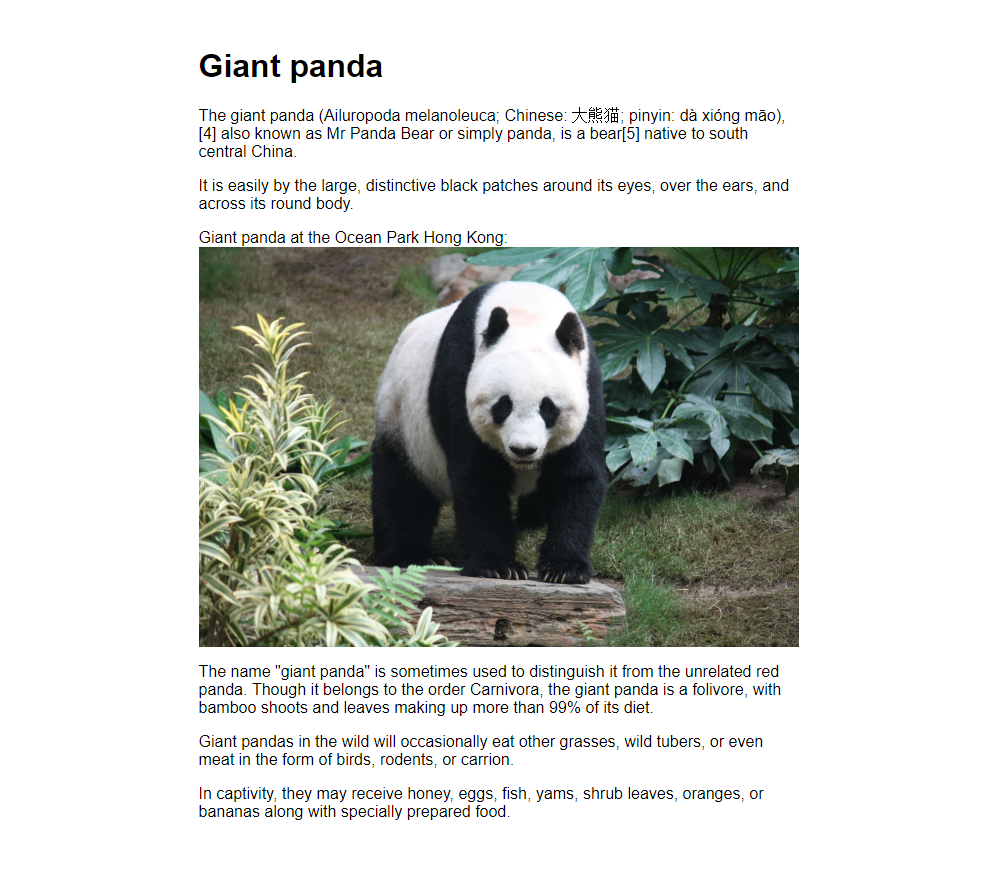 Giant panda
The giant panda (Ailuropoda melanoleuca; Chinese: 大熊猫; pinyin: dà xióng māo),
[4] also known as Mr Panda Bear or simply panda, is a bear[5] native to south
central China.
It is easily by the large, distinctive black patches around its eyes, over the ears, and
across its round body.
Giant panda at the Ocean Park Hong Kong:
The name "giant panda" is sometimes used to distinguish it from the unrelated red
panda. Though it belongs to the order Carnivora, the giant panda is a folivore, with
bamboo shoots and leaves making up more than 99% of its diet.
Giant pandas in the wild will occasionally eat other grasses, wild tubers, or even
meat in the form of birds, rodents, or carrion.
In captivity, they may receive honey, eggs, fish, yams, shrub leaves, oranges, or
bananas along with specially prepared food.